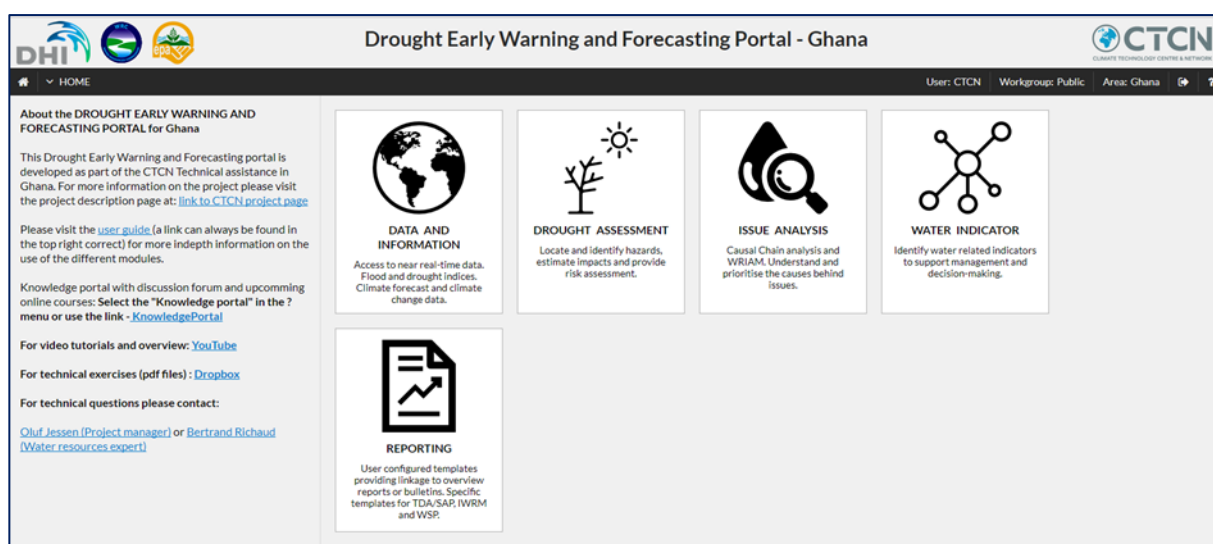 DHI
WRC
epa
Drought Early Warning and Forecasting Portal - Ghana
CTCN
CLIMATE TECHNOLOGY CENTRE & NETWORK
HOME
User: CTCN
Workgroup: Public
Area: Ghana
?
About the DROUGHT EARLY WARNING AND
FORECASTING PORTAL for Ghana
This Drought Early Warning and Forecasting portal is
developed as part of the CTCN Technical assistance in
Ghana. For more information on the project please visit
the project description page at: link to CTCN project page
Please visit the user guide (a link can always be found in
the top right correct) for more indepth information on the
use of the different modules.
Knowledge portal with discussion forum and upcomming
online courses: Select the "Knowledge portal" in the ?
menu or use the link - KnowledgePortal
For video tutorials and overview: YouTube
For technical exercises (pdf files) : Dropbox
For technical questions please contact:
Oluf Jessen (Project manager) or Bertrand Richaud
(Water resources expert)
DATA AND
INFORMATION
Access to near real-time data.
Flood and drought indices.
Climate forecast and climate
change data.
DROUGHT ASSESSMENT
Locate and identify hazards,
estimate impacts and provide
risk assessment.
ISSUE ANALYSIS
Causal Chain analysis and
WRIAM. Understand and
prioritise the causes behind
issues.
WATER INDICATOR
Identify water related indicators
to support management and
decision-making.
REPORTING
User configured templates
providing linkage to overview
reports or bulletins. Specific
templates for TDA/SAP, IWRM
and WSP.